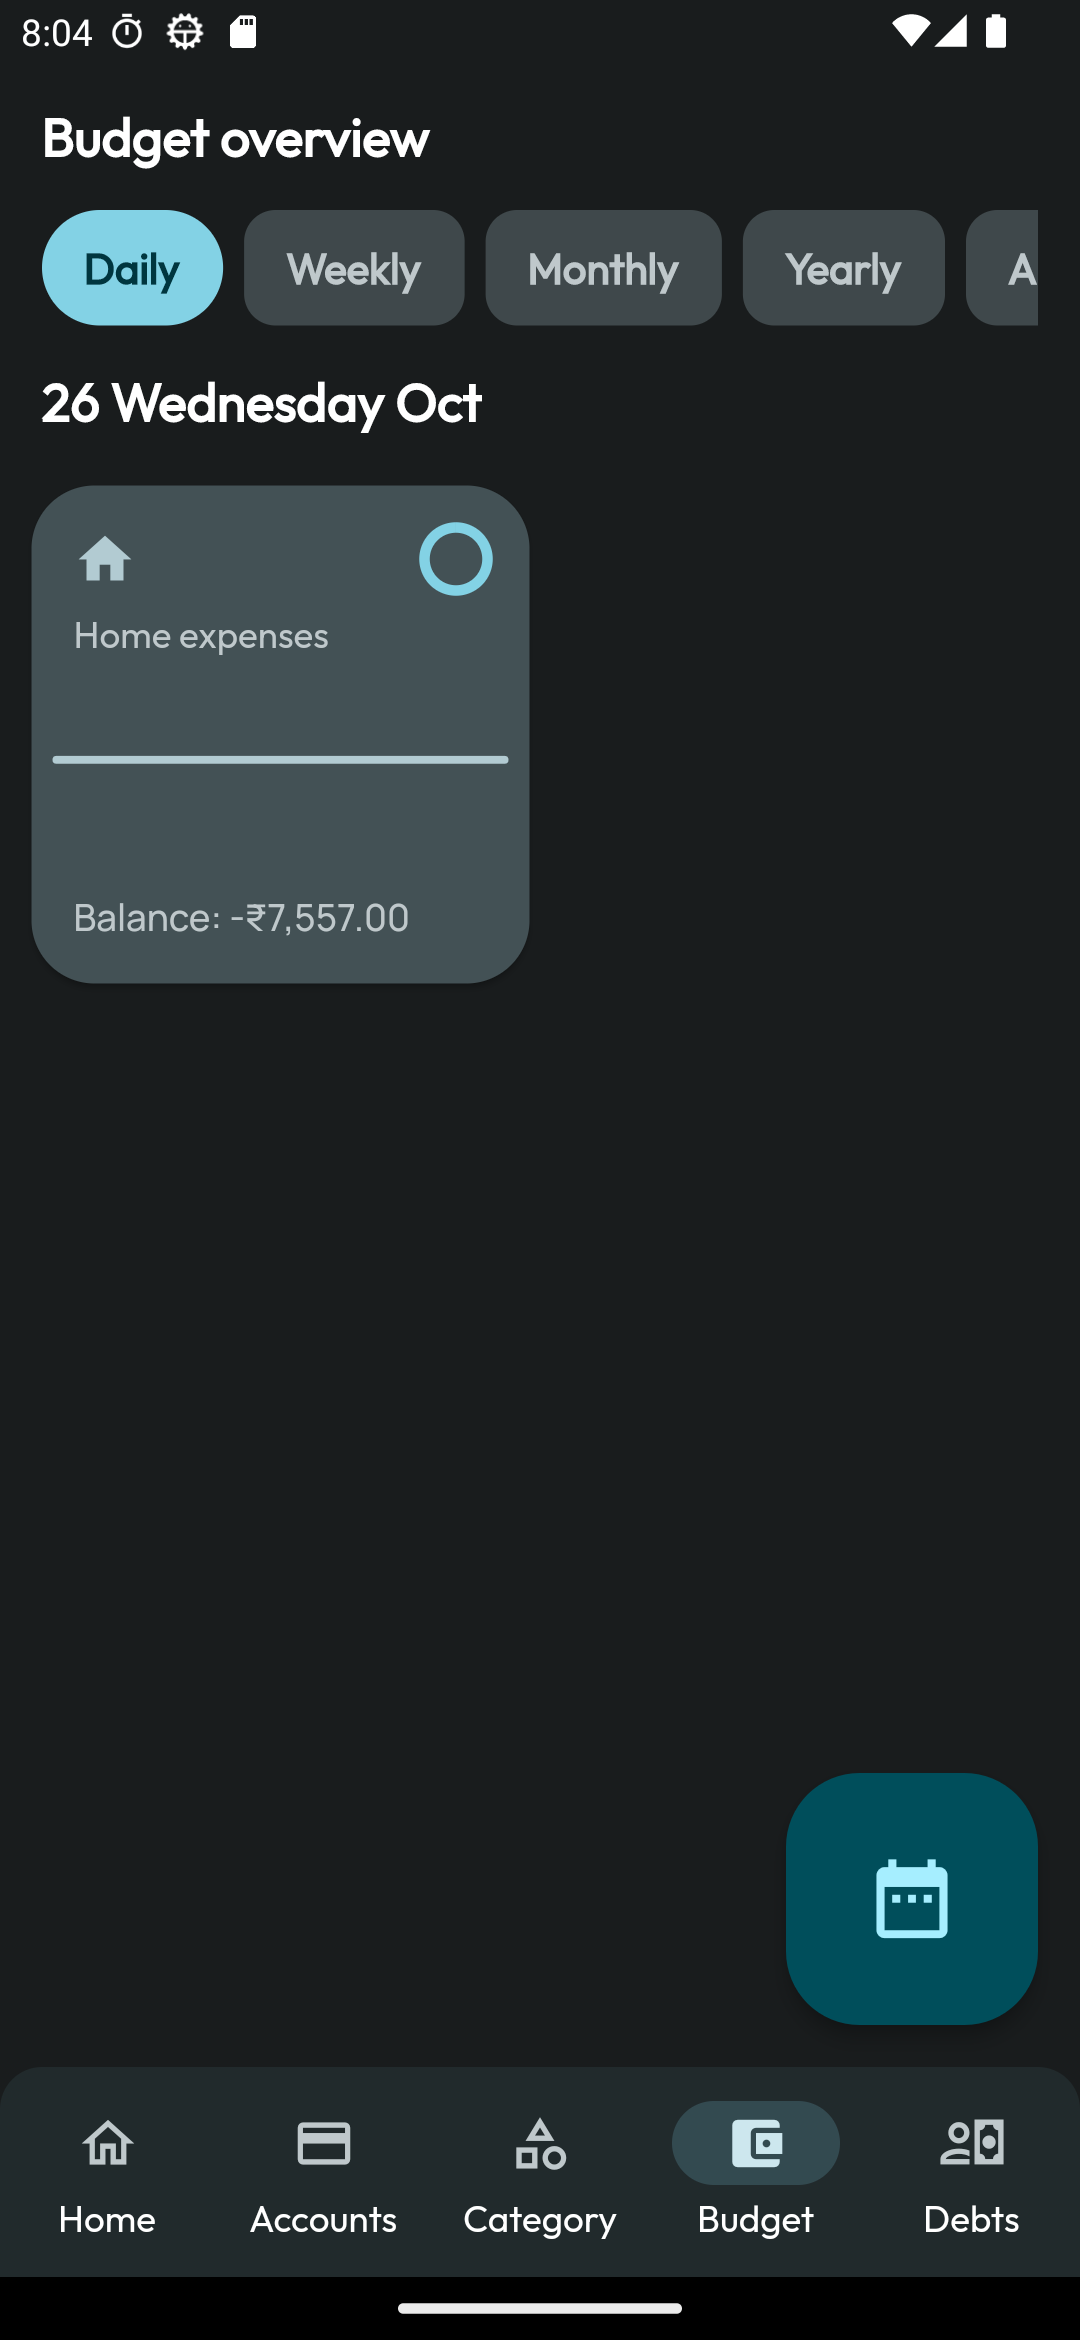 8:04
Budget overview
Daily Weekly Monthly Yearly A
26 Wednesday Oct
Home expenses
Balance: -₹7,557.00
Home Accounts Category Budget Debts